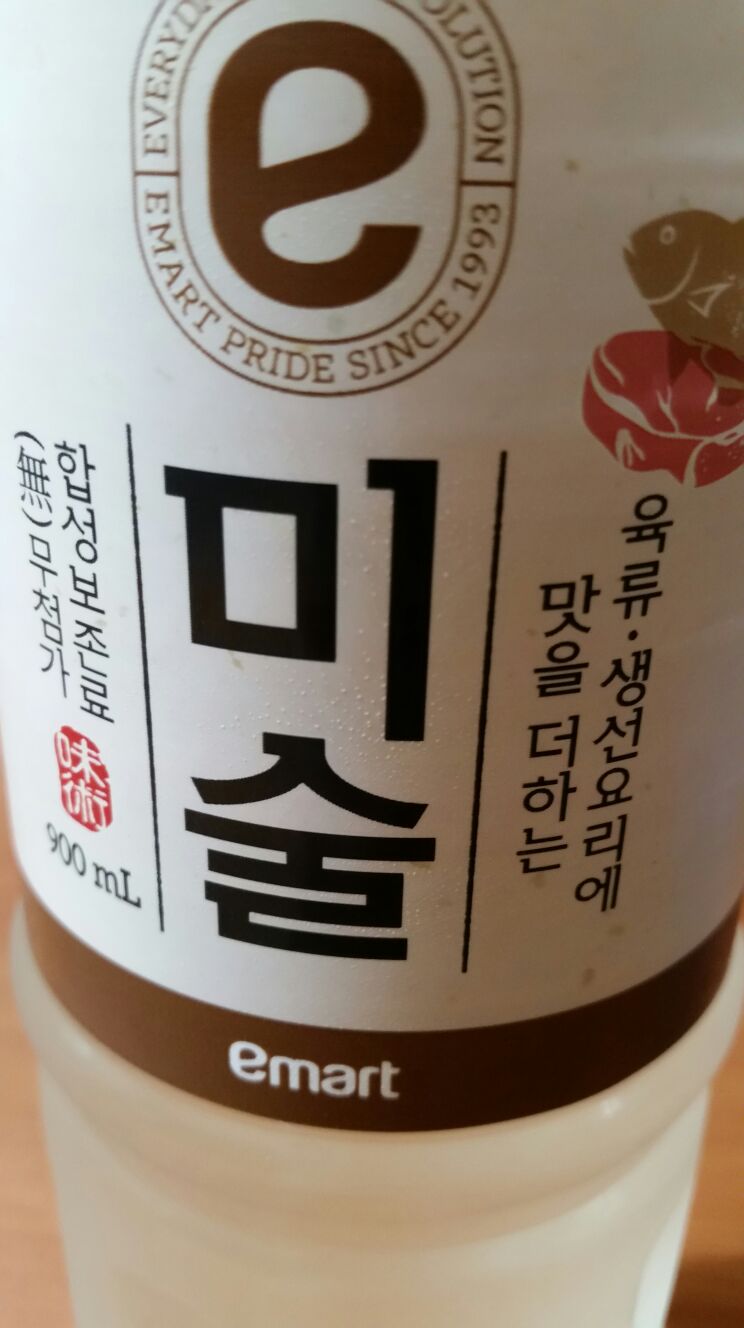 EVERYDAY SOLUTION
e
EMART PRIDE SINCE 1993
육류·생선요리에
맛을 더하는
미술
합성보존료
(無) 무첨가
味術
900 mL
emart